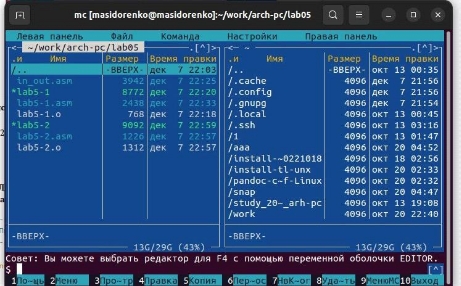 mc [masidorenko@masidorenko]:~/work/arch-pc/lab05
Левая панель Файл Команда Настройки Правая панель
~/work/arch-pc/lab05 .[^]> <- ~ .[^]>
.и Имя Размер Время правки .и Имя Размер Время правки
/.. -ВВЕРХ- дек 7 22:03 /.. -ВВЕРХ- окт 13 00:35
in_out.asm 3942 дек 7 22:25 /.cache 4096 дек 7 21:56
*lab5-1 8772 дек 7 22:20 /.config 4096 дек 7 21:56
lab5-1.asm 2438 дек 7 22:33 /.gnupg 4096 дек 7 21:54
lab5-1.o 768 дек 7 22:18 /.local 4096 окт 13 00:45
*lab5-2 9092 дек 7 22:59 /.ssh 4096 окт 13 03:16
lab5-2.asm 1226 дек 7 22:59 /1 4096 окт 13 01:47
lab5-2.o 1312 дек 7 22:57 /aaa 4096 окт 20 04:52
/install-~0221018 4096 окт 18 02:56
/install-tl-unx 4096 окт 20 02:33
/pandoc-c~f-Linux 4096 окт 20 02:32
/snap 4096 окт 20 04:47
/study_20~_arh-pc 4096 окт 13 19:08
/work 4096 окт 20 22:40
-ВВЕРХ- -ВВЕРХ-
13G/29G (43%) 13G/29G (43%)
Совет: Вы можете выбрать редактор для F4 с помощью переменной оболочки EDITOR.
$ [^]
1По~щь 2Меню 3Про~тр 4Правка 5Копия 6Пер~ос 7НвК~ог 8Уда~ть 9МенюМС 10Выход